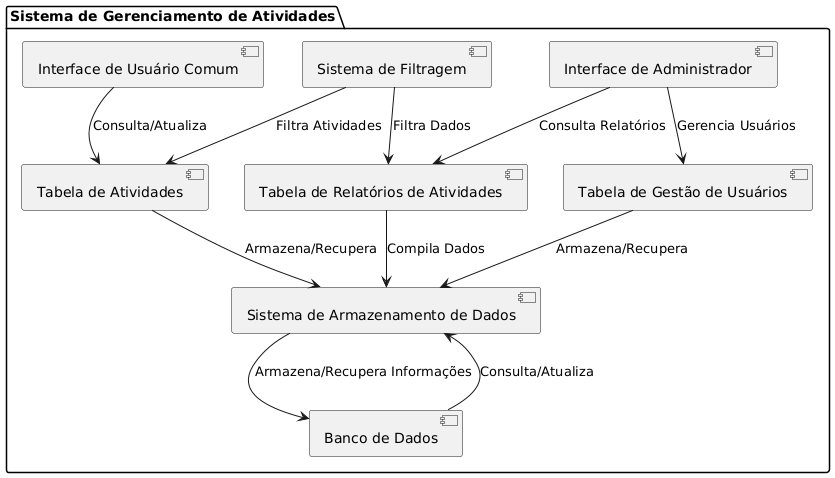 Sistema de Gerenciamento de Atividades
Interface de Usuário Comum
Sistema de Filtragem
Interface de Administrador
Consulta/Atualiza
Filtra Atividades
Filtra Dados
Consulta Relatórios
Gerencia Usuários
Tabela de Atividades
Tabela de Relatórios de Atividades
Tabela de Gestão de Usuários
Armazena/Recupera
Compila Dados
Armazena/Recupera
Sistema de Armazenamento de Dados
Armazena/Recupera Informações
Consulta/Atualiza
Banco de Dados